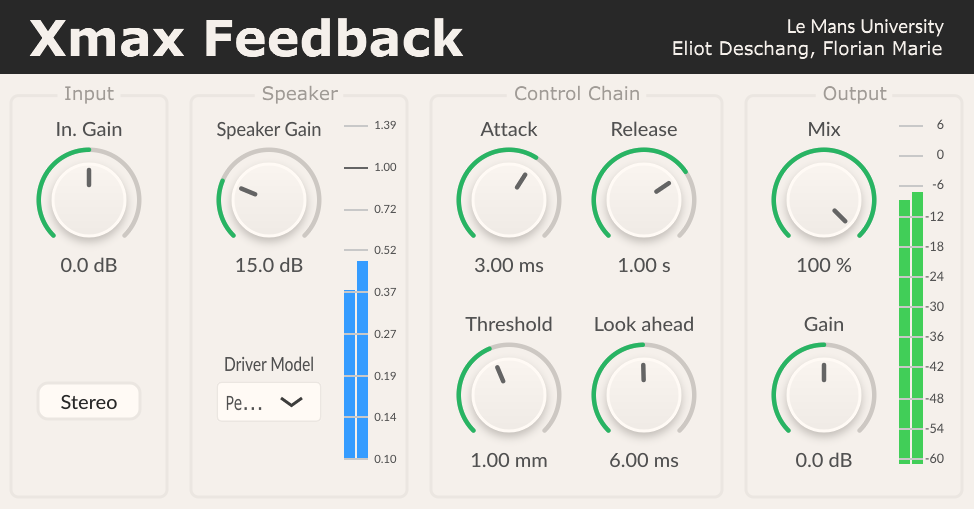 Xmax Feedback
Le Mans University
Eliot Deschang, Florian Marie
Input
In. Gain
0.0 dB
Stereo
Speaker
Speaker Gain
15.0 dB
Driver Model
Pe...
1.39
1.00
0.72
0.52
0.37
0.27
0.19
0.14
0.10
Control Chain
Attack
Release
3.00 ms
1.00 s
Threshold
Look ahead
1.00 mm
6.00 ms
Output
Mix
100 %
Gain
0.0 dB
6
0
-6
-12
-18
-24
-30
-36
-42
-48
-54
-60